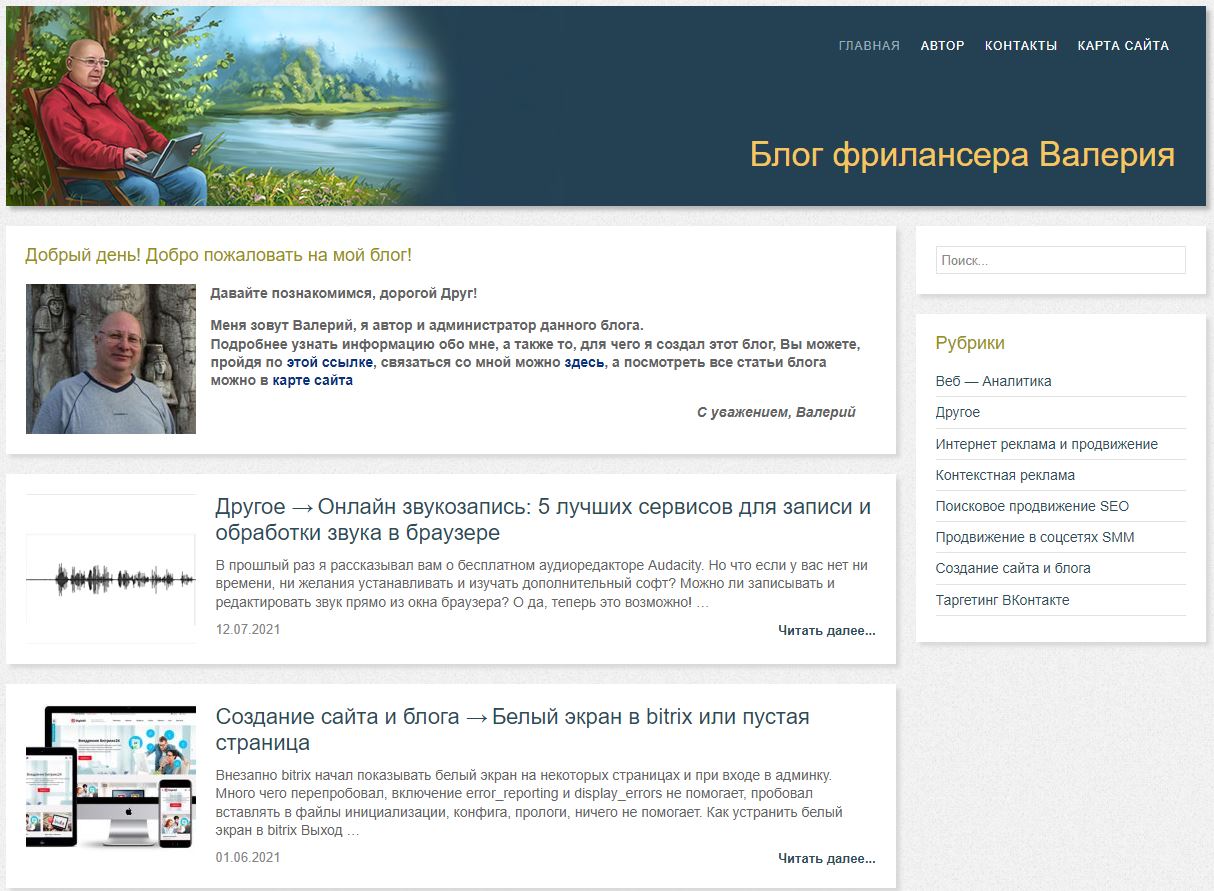 ГЛАВНАЯ АВТОР КОНТАКТЫ КАРТА САЙТА
Блог фрилансера Валерия
Добрый день! Добро пожаловать на мой блог!
Давайте познакомимся, дорогой Друг!
Меня зовут Валерий, я автор и администратор данного блога.
Подробнее узнать информацию обо мне, а также то, для чего я создал этот блог, Вы можете,
пройдя по этой ссылке, связаться со мной можно здесь, а посмотреть все статьи блога
можно в карте сайта
С уважением, Валерий
Другое → Онлайн звукозапись: 5 лучших сервисов для записи и
обработки звука в браузере
В прошлый раз я рассказывал вам о бесплатном аудиоредакторе Audacity. Но что если у вас нет ни
времени, ни желания устанавливать и изучать дополнительный софт? Можно ли записывать и
редактировать звук прямо из окна браузера? О да, теперь это возможно! …
12.07.2021
Читать далее...
Создание сайта и блога → Белый экран в bitrix или пустая
страница
Внезапно bitrix начал показывать белый экран на некоторых страницах и при входе в админку.
Много чего перепробовал, включение error_reporting и display_errors не помогает, пробовал
вставлять в файлы инициализации, конфига, прологи, ничего не помогает. Как устранить белый
экран в bitrix Выход …
01.06.2021
Читать далее...
Поиск...
Рубрики
Веб — Аналитика
Другое
Интернет реклама и продвижение
Контекстная реклама
Поисковое продвижение SEO
Продвижение в соцсетях SMM
Создание сайта и блога
Таргетинг ВКонтакте